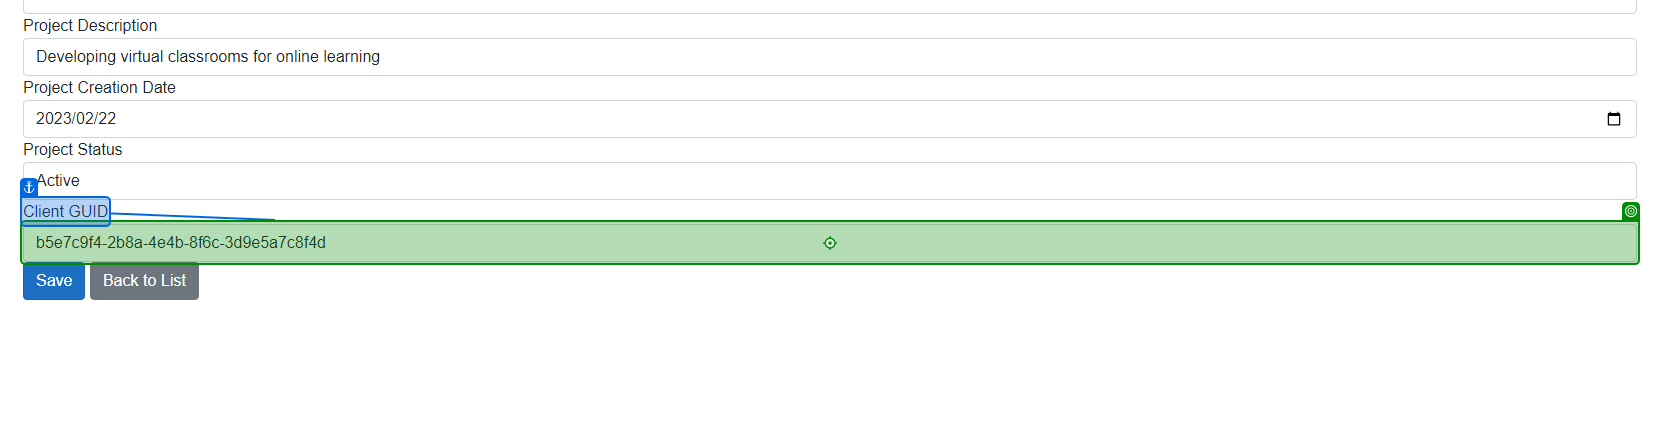 Project Description
Developing virtual classrooms for online learning
Project Creation Date
2023/02/22
Project Status
Active
Client GUID
b5e7c9f4-2b8a-4e4b-8f6c-3d9e5a7c8f4d
Save Back to List